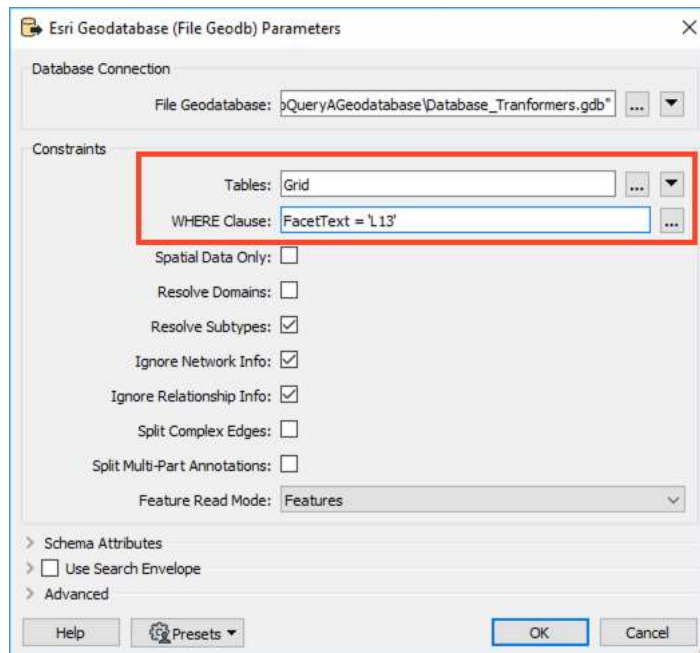 Esri Geodatabase (File Geodb) Parameters
Database Connection
File Geodatabase: oQueryAGeodatabase\Database_Tranformers.gdb" ...
Constraints
Tables: Grid ...
WHERE Clause: FacetText = 'L13' ...
Spatial Data Only:
Resolve Domains:
Resolve Subtypes:
Ignore Network Info:
Ignore Relationship Info:
Split Complex Edges:
Split Multi-Part Annotations:
Feature Read Mode: Features
Schema Attributes
Use Search Envelope
Advanced
Help Presets OK Cancel